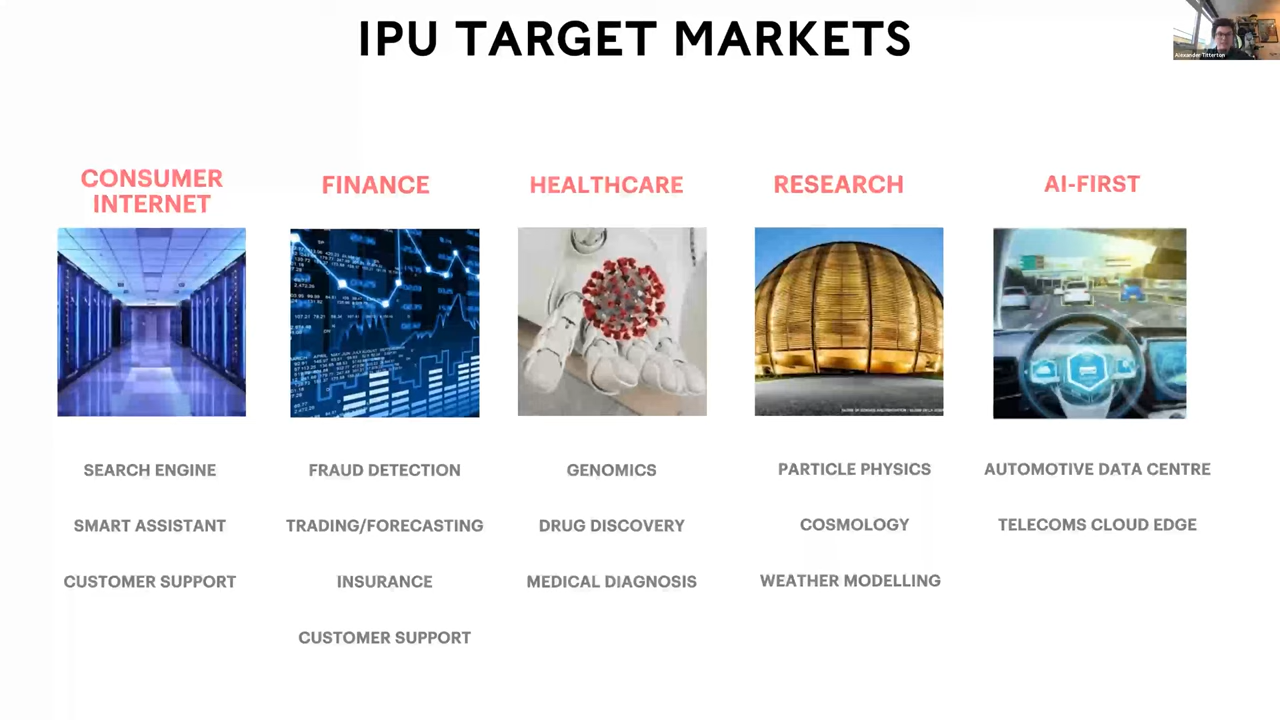 IPU TARGET MARKETS
Alexander Titterton
CONSUMER
INTERNET
FINANCE
HEALTHCARE
RESEARCH
AI-FIRST
SEARCH ENGINE
SMART ASSISTANT
CUSTOMER SUPPORT
FRAUD DETECTION
TRADING/FORECASTING
INSURANCE
CUSTOMER SUPPORT
GENOMICS
DRUG DISCOVERY
MEDICAL DIAGNOSIS
PARTICLE PHYSICS
COSMOLOGY
WEATHER MODELLING
AUTOMOTIVE DATA CENTRE
TELECOMS CLOUD EDGE